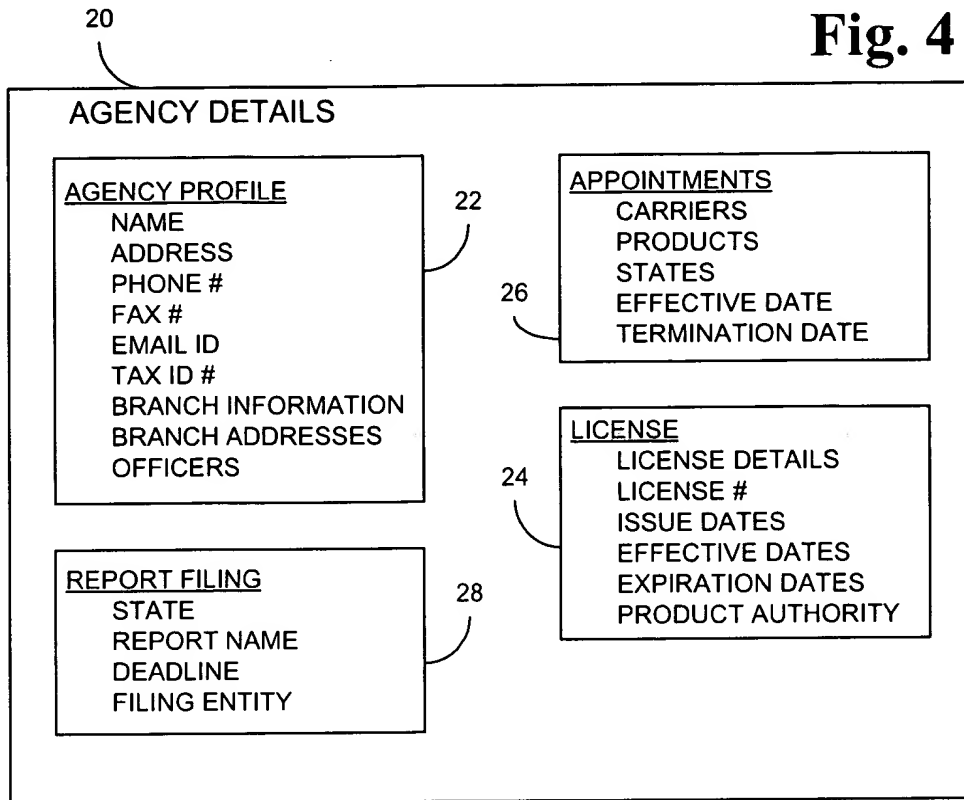 20
Fig. 4
AGENCY DETAILS
AGENCY PROFILE
NAME
ADDRESS
PHONE #
FAX #
EMAIL ID
TAX ID #
BRANCH INFORMATION
BRANCH ADDRESSES
OFFICERS
22
APPOINTMENTS
CARRIERS
PRODUCTS
STATES
EFFECTIVE DATE
TERMINATION DATE
26
LICENSE
LICENSE DETAILS
LICENSE #
ISSUE DATES
EFFECTIVE DATES
EXPIRATION DATES
PRODUCT AUTHORITY
24
REPORT FILING
STATE
REPORT NAME
DEADLINE
FILING ENTITY
28